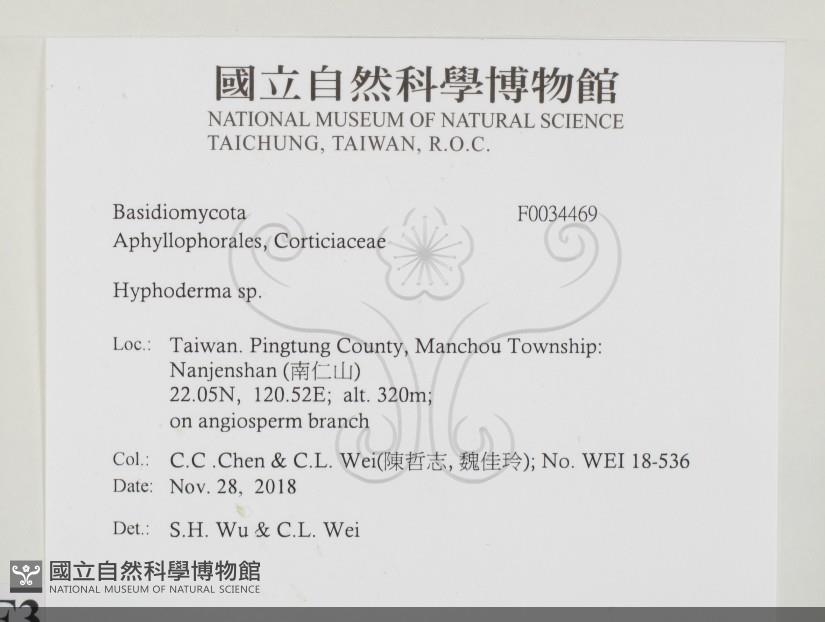 國立自然科學博物館
NATIONAL MUSEUM OF NATURAL SCIENCE
TAICHUNG, TAIWAN, R.O.C.
Basidiomycota F0034469
Aphyllophorales, Corticiaceae
Hyphoderma sp.
Loc.: Taiwan. Pingtung County, Manchou Township:
Nanjenshan (南仁山)
22.05N, 120.52E; alt. 320m;
on angiosperm branch
Col.: C.C .Chen & C.L. Wei(陳哲志, 魏佳玲); No. WEI 18-536
Date: Nov. 28, 2018
Det.: S.H. Wu & C.L. Wei
國立自然科學博物館
NATIONAL MUSEUM OF NATURAL SCIENCE